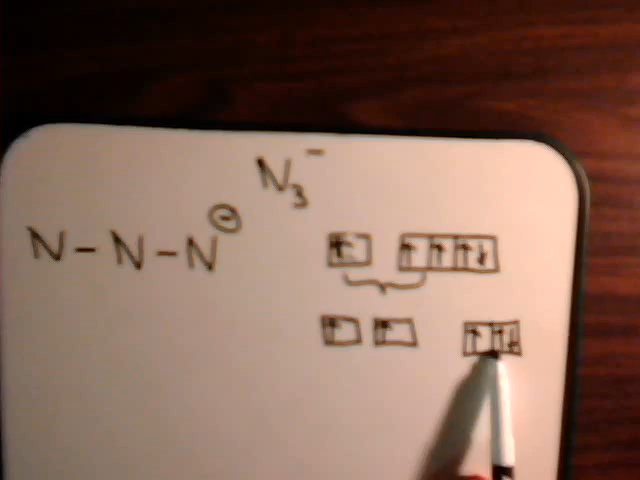 N₃⁻
N-N-N⊖
↑ ↑ ↑ ↑↓
↑ ↑ ↑ ↑↓